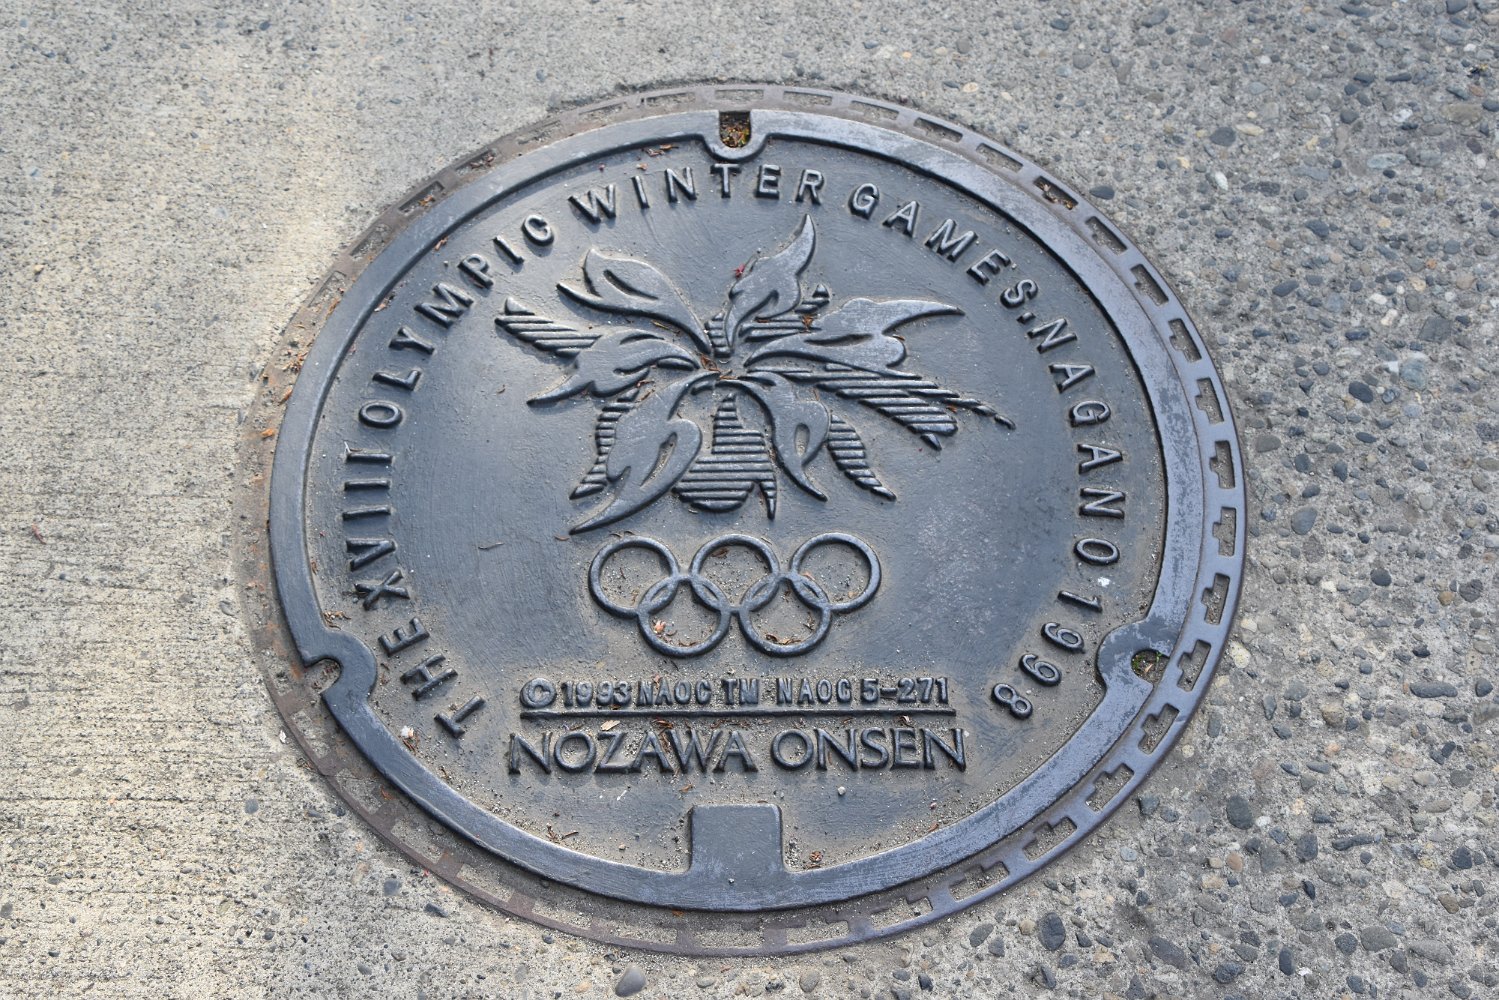 THE XVIII OLYMPIC WINTER GAMES. NAGANO 1998
© 1993 NAOC TM NAOC 5-271
NOZAWA ONSEN